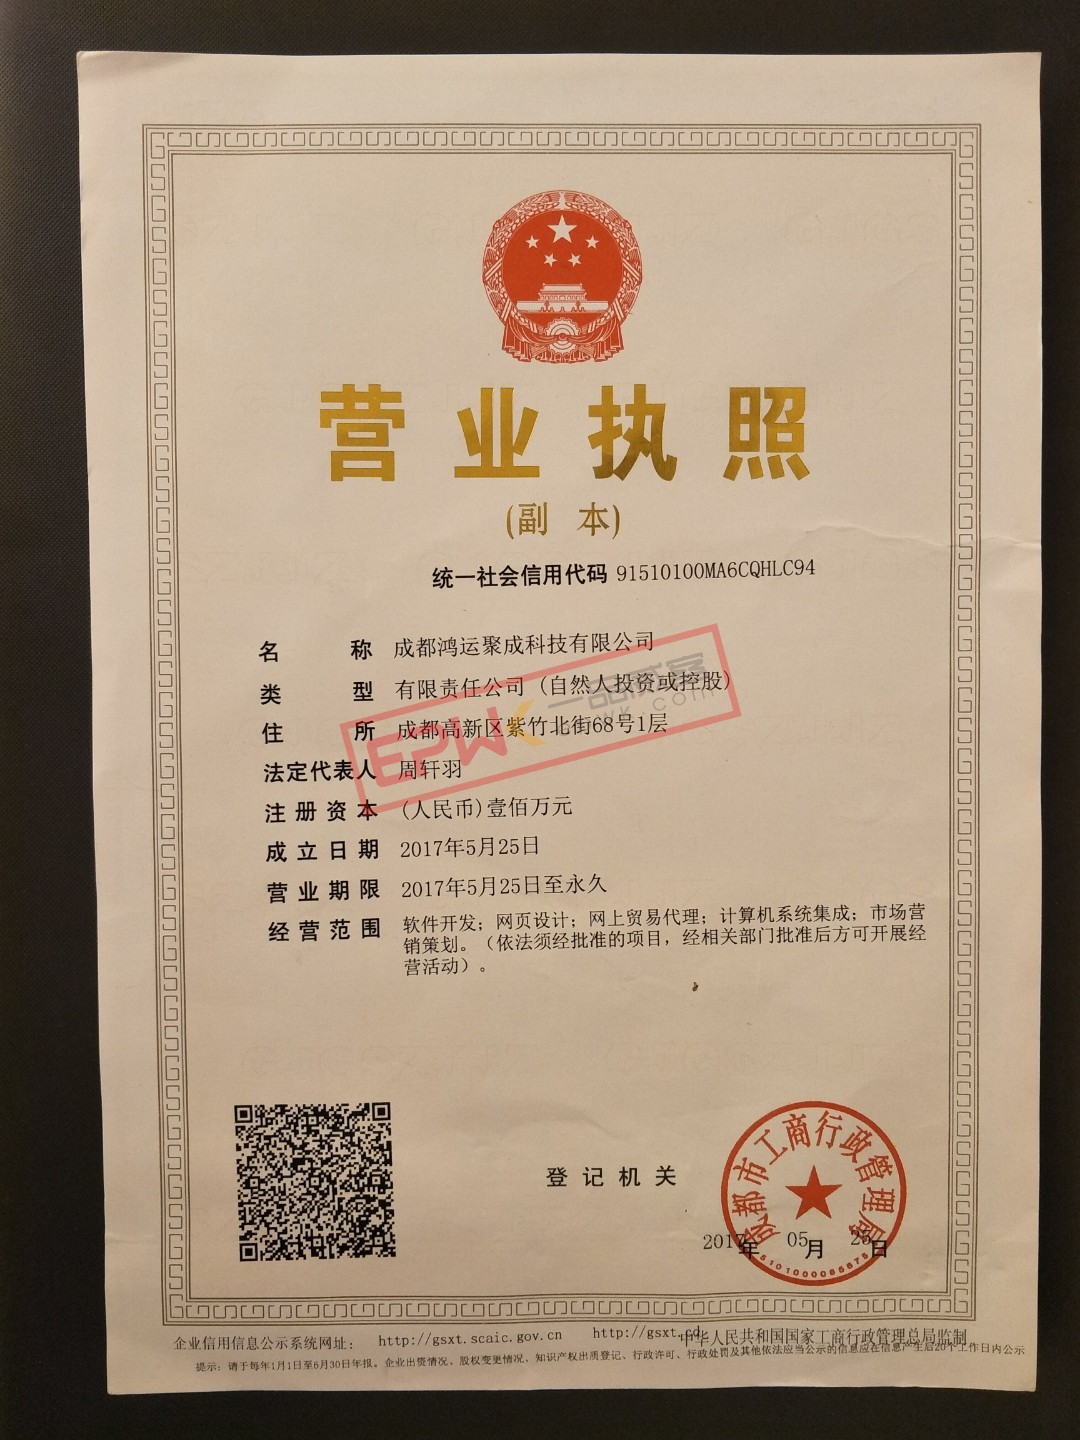 营业执照
(副 本)
统一社会信用代码 91510100MA6CQHLC94
名 称 成都鸿运聚成科技有限公司
类 型 有限责任公司(自然人投资或控股)
住 所 成都高新区紫竹北街68号1层
法定代表人 周轩羽
注册资本 (人民币)壹佰万元
成立日期 2017年5月25日
营业期限 2017年5月25日至永久
经营范围 软件开发；网页设计；网上贸易代理；计算机系统集成；市场营
销策划。（依法须经批准的项目，经相关部门批准后方可开展经
营活动）。
EPWK 一品威客
epwk.com
登记机关
成都市工商行政管理局
2017年 05月 25日
5101000085675
企业信用信息公示系统网址： http://gsxt.scaic.gov.cn http://gsxt.cd 中华人民共和国国家工商行政管理总局监制
提示：请于每年1月1日至6月30日年报。企业出资情况、股权变更情况、知识产权出质登记、行政许可、行政处罚及其他依法应当公示的信息应在信息产生后20个工作日内公示